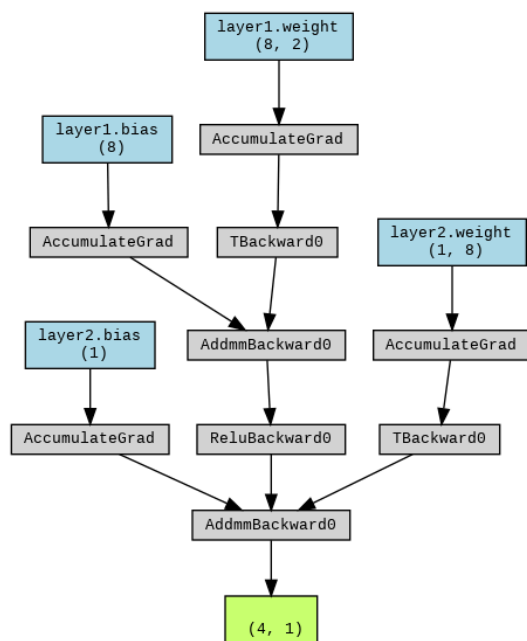 layer1.weight
(8, 2)
layer1.bias
(8)
AccumulateGrad
AccumulateGrad
TBackward0
layer2.weight
(1, 8)
layer2.bias
(1)
AddmmBackward0
AccumulateGrad
AccumulateGrad
ReluBackward0
TBackward0
AddmmBackward0
(4, 1)